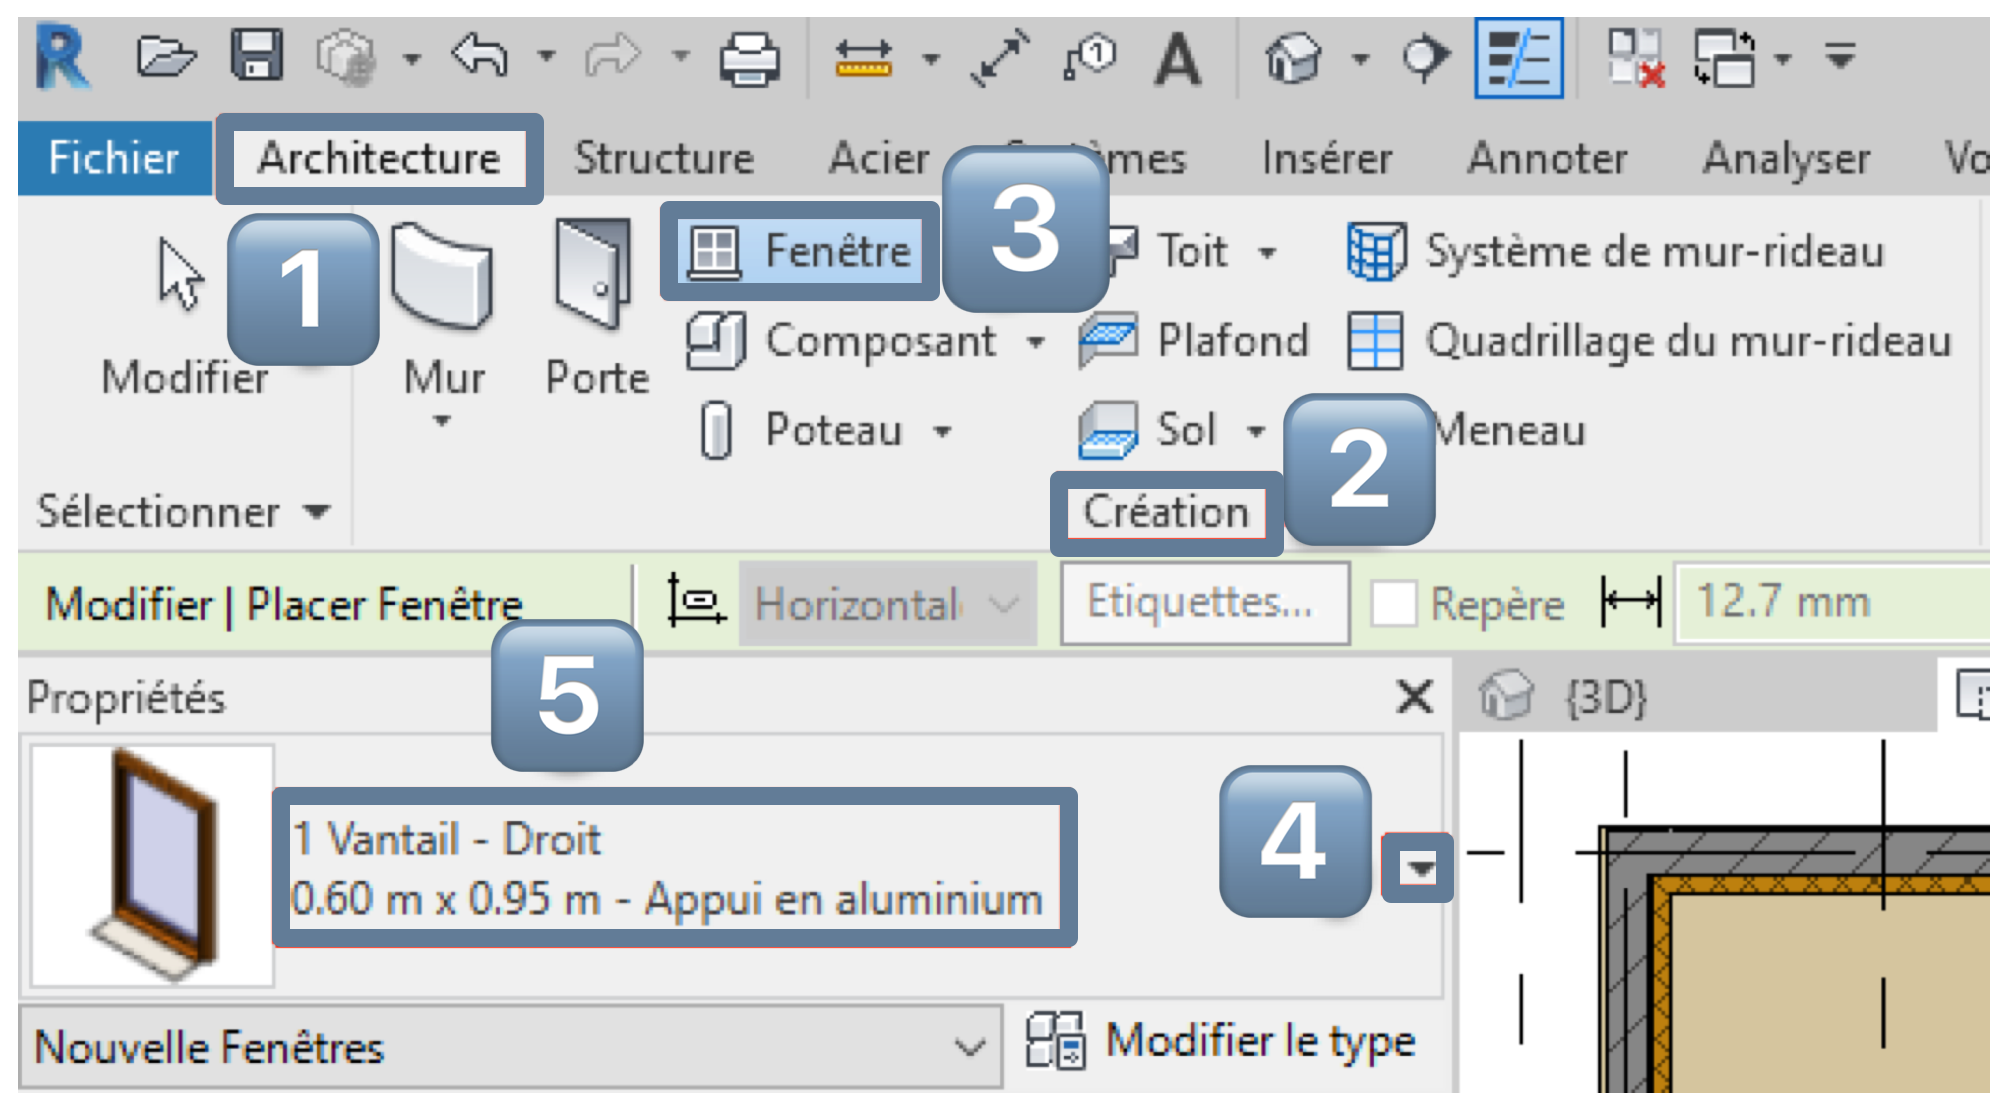 Fichier Architecture Structure Acier mes Insérer Annoter Analyser Vo
1 3
Modifier Mur Porte Fenêtre Toit Système de mur-rideau
Composant Plafond Quadrillage du mur-rideau
Poteau Sol 2 Meneau
Sélectionner Création
Modifier | Placer Fenêtre Horizontal Etiquettes... Repère 12.7 mm
Propriétés 5 {3D}
1 Vantail - Droit
4
0.60 m x 0.95 m - Appui en aluminium
Nouvelle Fenêtres Modifier le type